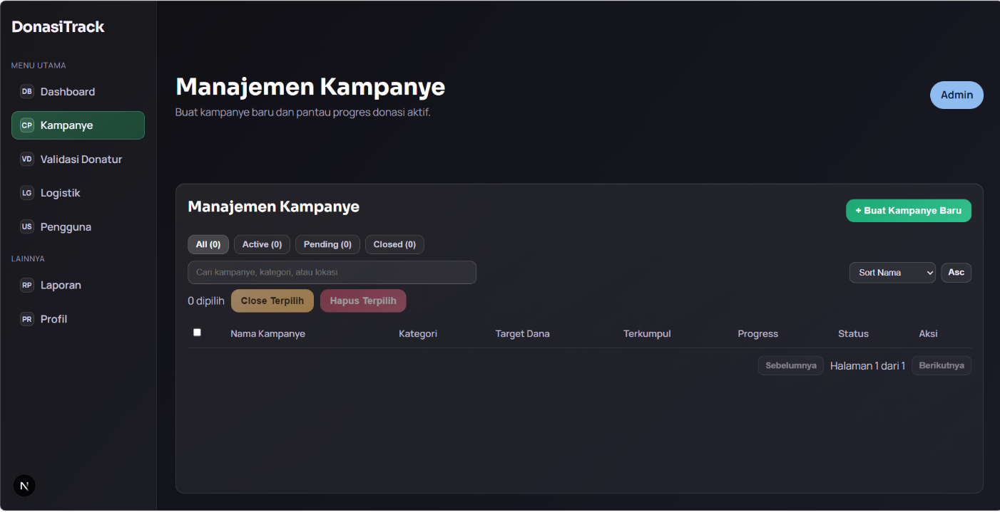 DonasiTrack
MENU UTAMA
DB Dashboard
CP Kampanye
VD Validasi Donatur
LG Logistik
US Pengguna
LAINNYA
RP Laporan
PR Profil
N
Manajemen Kampanye
Buat kampanye baru dan pantau progres donasi aktif.
Admin
Manajemen Kampanye
+ Buat Kampanye Baru
All (0) Active (0) Pending (0) Closed (0)
Cari kampanye, kategori, atau lokasi
Sort Nama Asc
0 dipilih Close Terpilih Hapus Terpilih
Nama Kampanye Kategori Target Dana Terkumpul Progress Status Aksi
Sebelumnya Halaman 1 dari 1 Berikutnya